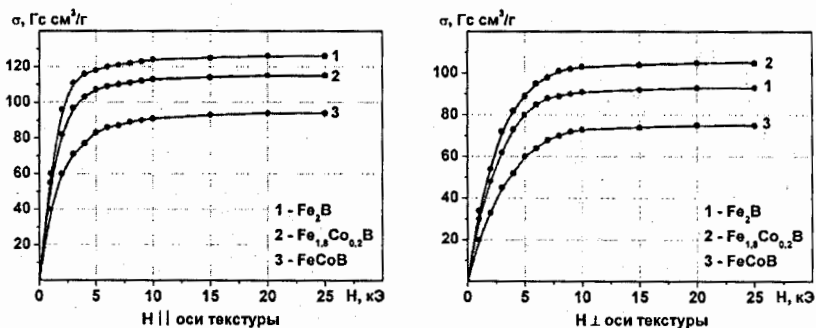 σ, Гс см³/г
120
100
80
60
40
20
0 5 10 15 20 25 H, кЭ
1
2
3
1 - Fe₂B
2 - Fe₁,₈Co₀,₂B
3 - FeCoB
H || оси текстуры
σ, Гс см³/г
100
80
60
40
20
0 5 10 15 20 25 H, кЭ
2
1
3
1 - Fe₂B
2 - Fe₁,₈Co₀,₂B
3 - FeCoB
H ⊥ оси текстуры